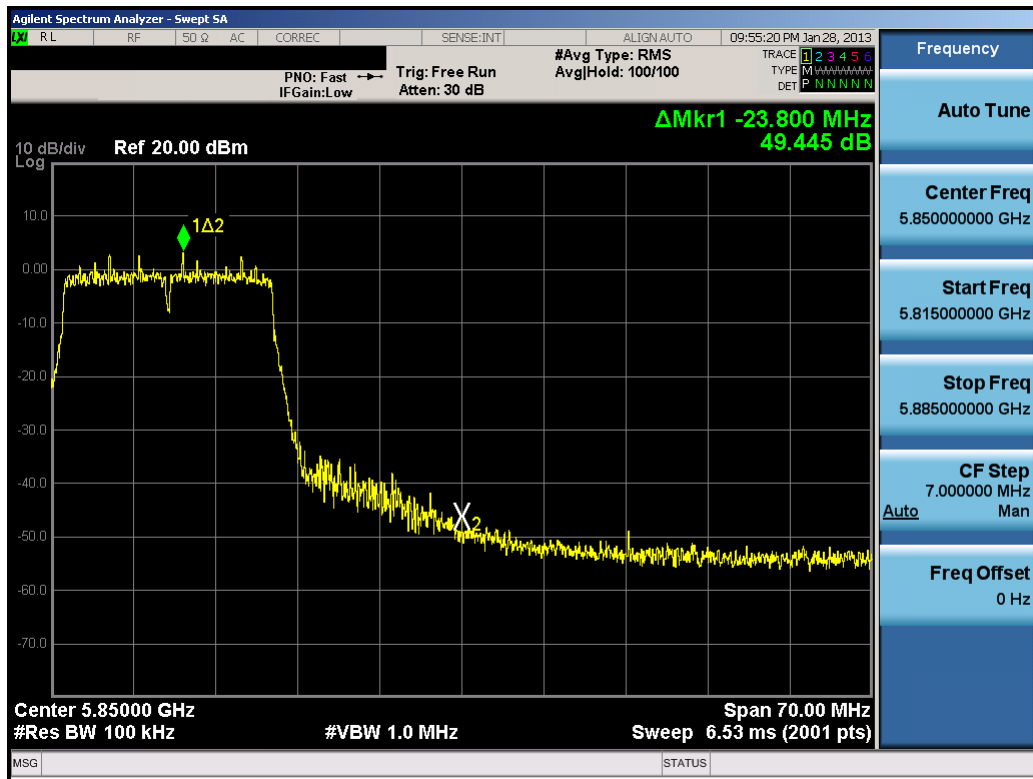 Agilent Spectrum Analyzer - Swept SA
LXI RL RF 50 Ω AC CORREC SENSE:INT ALIGNAUTO 09:55:20 PM Jan 28, 2013
PNO: Fast
IFGain:Low
Trig: Free Run
Atten: 30 dB
#Avg Type: RMS
Avg|Hold: 100/100
TRACE 1 2 3 4 5 6
TYPE M WWWWW
DET P N N N N N
ΔMkr1 -23.800 MHz
49.445 dB
10 dB/div Ref 20.00 dBm
Log
10.0
0.00
-10.0
-20.0
-30.0
-40.0
-50.0
-60.0
-70.0
1Δ2
X2
Center 5.85000 GHz Span 70.00 MHz
#Res BW 100 kHz #VBW 1.0 MHz Sweep 6.53 ms (2001 pts)
MSG STATUS
Frequency
Auto Tune
Center Freq
5.850000000 GHz
Start Freq
5.815000000 GHz
Stop Freq
5.885000000 GHz
CF Step
7.000000 MHz
Auto Man
Freq Offset
0 Hz